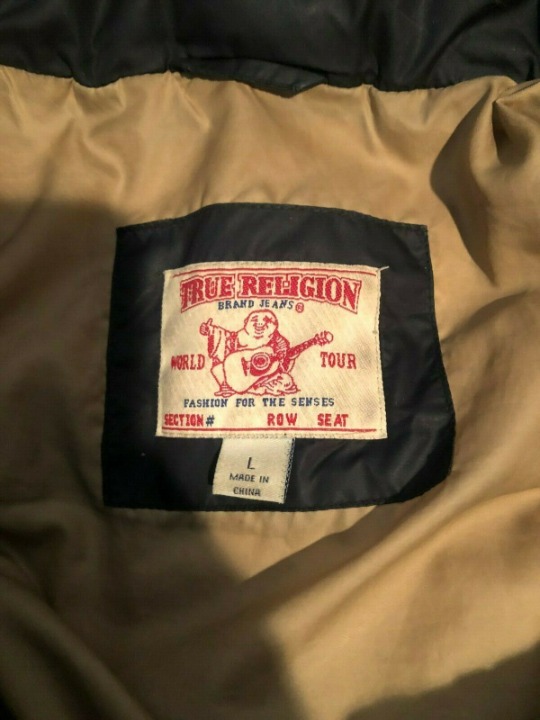 TRUE RELIGION
BRAND JEANS®
WORLD TOUR
FASHION FOR THE SENSES
SECTION# ROW SEAT
L
MADE IN
CHINA